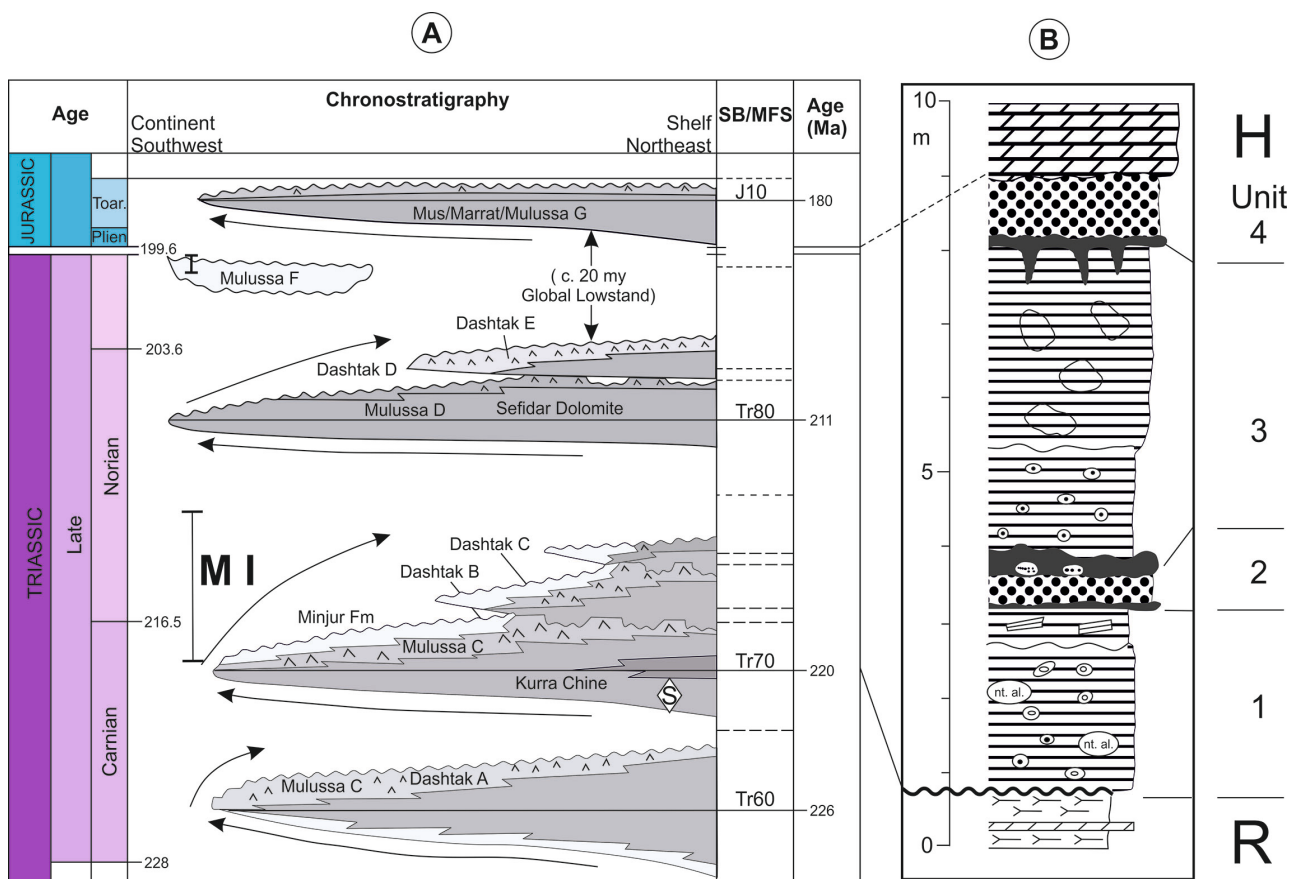 A
B
Age
Chronostratigraphy
SB/MFS
Age
(Ma)
Continent
Southwest
Shelf
Northeast
JURASSIC
Toar.
Plien
J10
180
Mus/Marrat/Mulussa G
199.6
Mulussa F
( c. 20 my
Global Lowstand)
TRIASSIC
Late
Norian
Dashtak E
203.6
Dashtak D
Mulussa D
Sefidar Dolomite
Tr80
211
M I
Dashtak C
Dashtak B
Minjur Fm
216.5
Mulussa C
Tr70
220
Kurra Chine
S
Carnian
Mulussa C
Dashtak A
Tr60
226
228
10
m
5
0
nt. al.
nt. al.
H
Unit
4
3
2
1
R